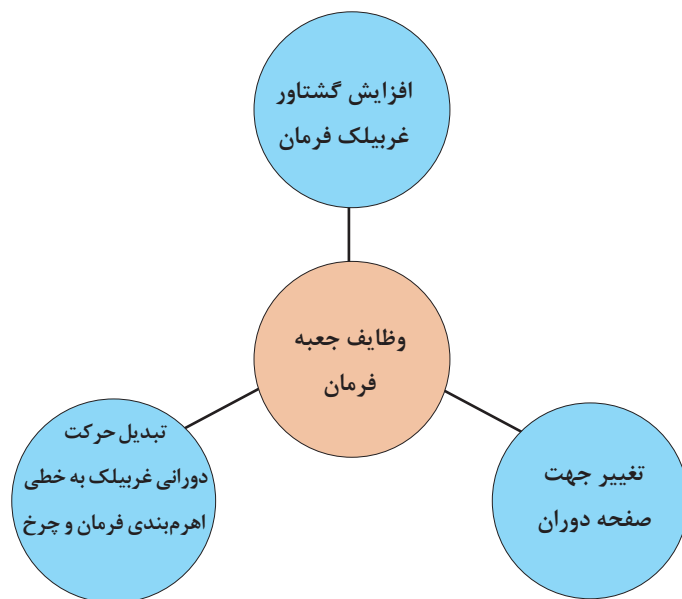 افزایش گشتاور
غربیلک فرمان
وظایف جعبه
فرمان
تغییر جهت
صفحه دوران
تبدیل حرکت
دورانی غربیلک به خطی
اهرم‌بندی فرمان و چرخ